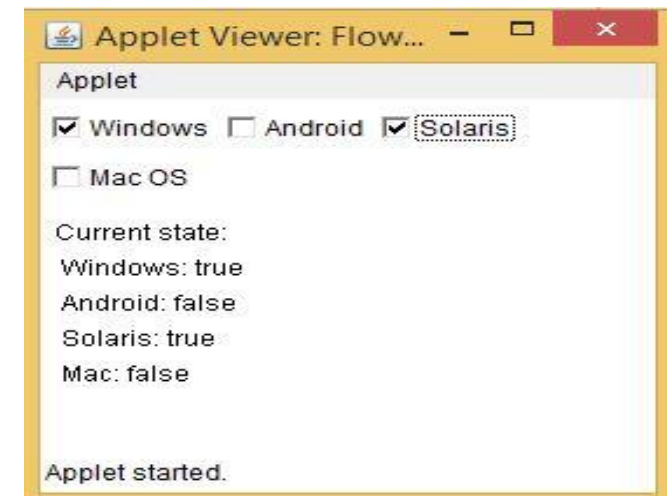 Applet Viewer: Flow...
Applet
Windows Android Solaris
Mac OS
Current state:
Windows: true
Android: false
Solaris: true
Mac: false
Applet started.